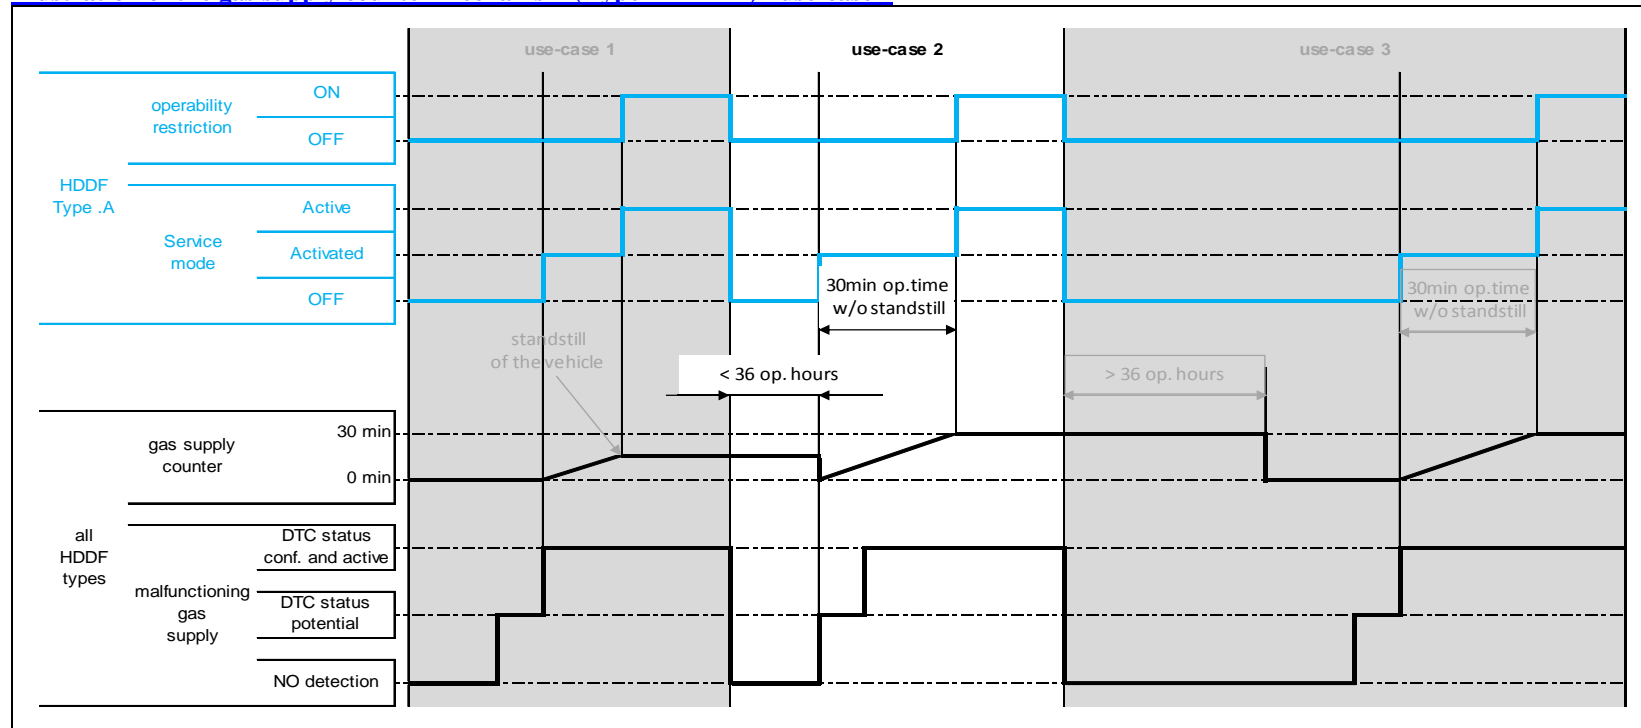 use-case 1
use-case 2
use-case 3
HDDF
Type .A
operability
restriction
ON
OFF
Service
mode
Active
Activated
OFF
30min op.time
w/o standstill
30min op.time
w/o standstill
standstill
of the vehicle
< 36 op. hours
> 36 op. hours
all
HDDF
types
gas supply
counter
30 min
0 min
malfunctioning
gas
supply
DTC status
conf. and active
DTC status
potential
NO detection